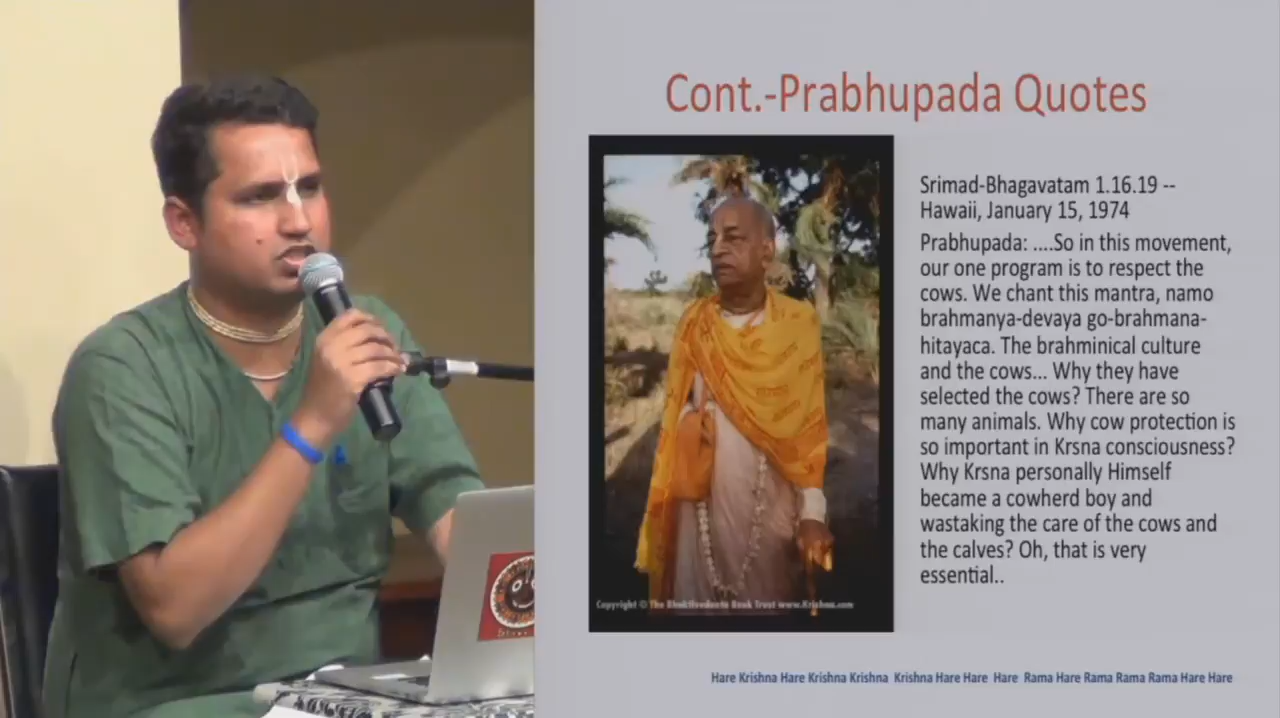 Cont.-Prabhupada Quotes
Srimad-Bhagavatam 1.16.19 --
Hawaii, January 15, 1974
Prabhupada: ....So in this movement,
our one program is to respect the
cows. We chant this mantra, namo
brahmanya-devaya go-brahmana-
hitayaca. The brahminical culture
and the cows... Why they have
selected the cows? There are so
many animals. Why cow protection is
so important in Krsna consciousness?
Why Krsna personally Himself
became a cowherd boy and
wastaking the care of the cows and
the calves? Oh, that is very
essential..
Copyright © The Bhaktivedanta Book Trust www.Krishna.com
Hare Krishna Hare Krishna Krishna Krishna Hare Hare Hare Rama Hare Rama Rama Rama Hare Hare